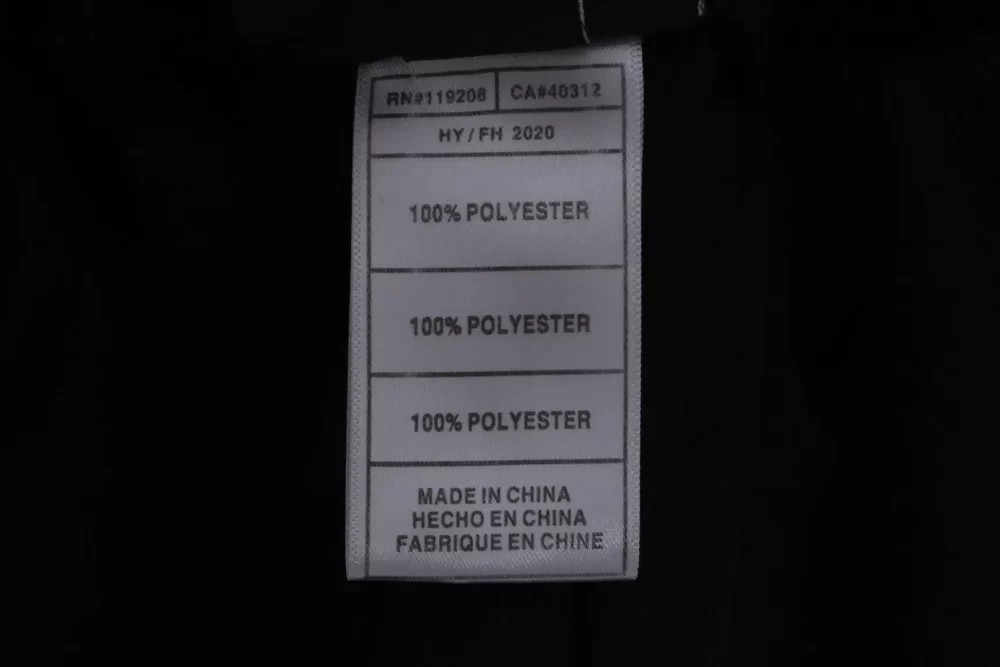 RN#119208 CA#40312
HY/FH 2020
100% POLYESTER
100% POLYESTER
100% POLYESTER
MADE IN CHINA
HECHO EN CHINA
FABRIQUE EN CHINE